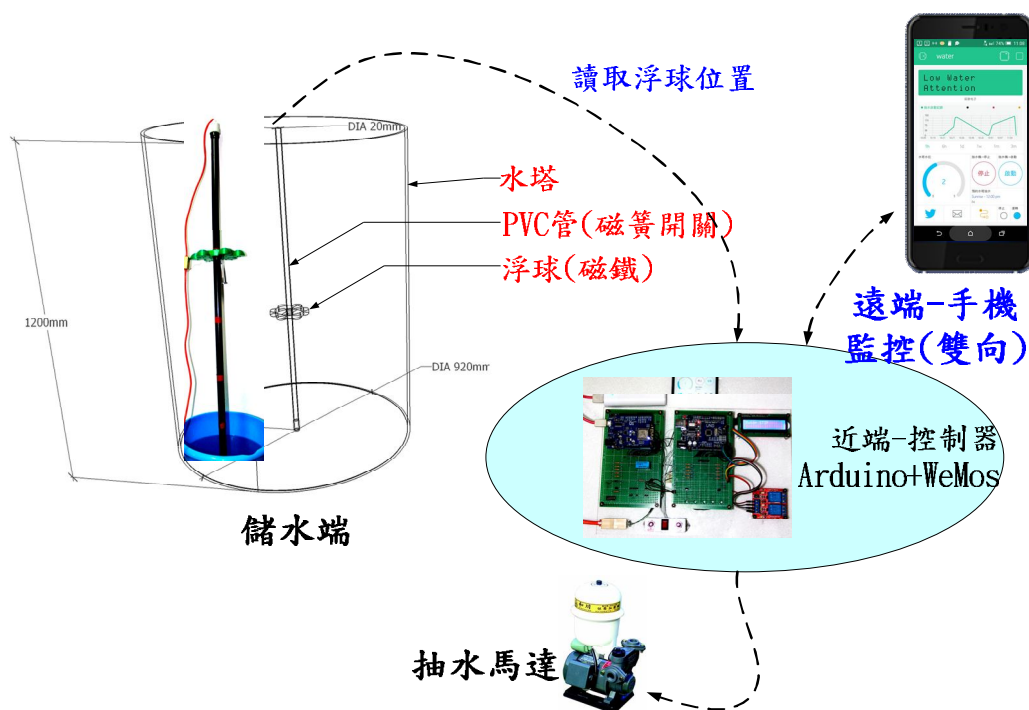 讀取浮球位置
DIA 20mm
水塔
PVC管(磁簧開關)
浮球(磁鐵)
1200mm
DIA 920mm
儲水端
water
Low Water
Attention
2
停止
啟動
遠端-手機
監控(雙向)
近端-控制器
Arduino+WeMos
抽水馬達